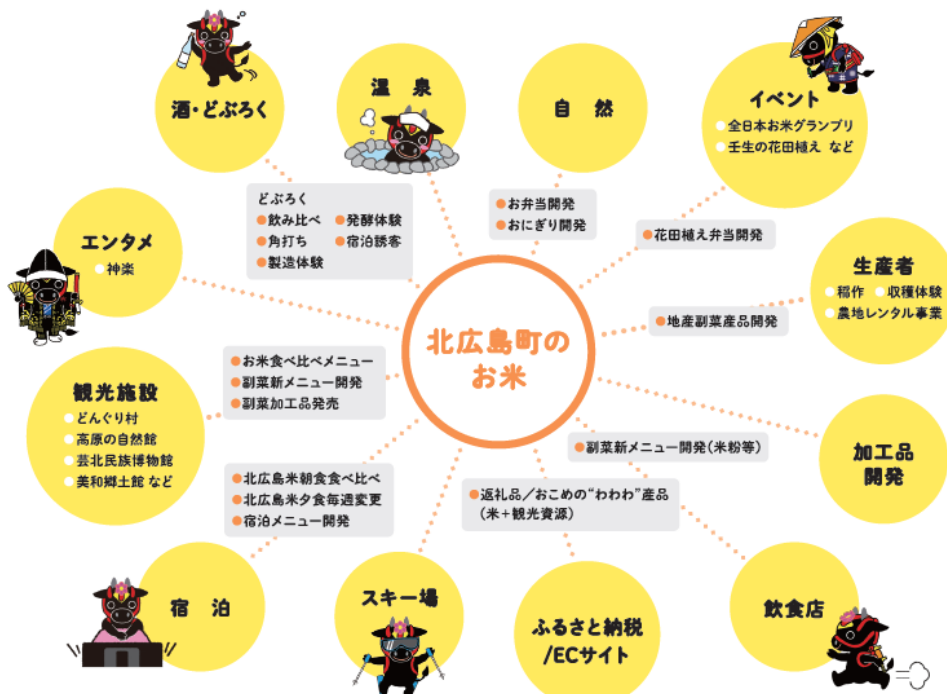 酒・どぶろく
温泉
自然
イベント
全日本お米グランプリ
壬生の花田植え など
どぶろく
飲み比べ 発酵体験
角打ち 宿泊誘客
製造体験
お弁当開発
おにぎり開発
花田植え弁当開発
エンタメ
神楽
生産者
稲作 収穫体験
農地レンタル事業
地産副菜産品開発
北広島町の
お米
お米食べ比べメニュー
副菜新メニュー開発
副菜加工品発売
観光施設
どんぐり村
高原の自然館
芸北民族博物館
美和郷土館 など
加工品
開発
副菜新メニュー開発(米粉等)
北広島米朝食食べ比べ
北広島米夕食毎週変更
宿泊メニュー開発
返礼品/おこめの“わわわ”産品
(米+観光資源)
宿泊
スキー場
ふるさと納税
/ECサイト
飲食店